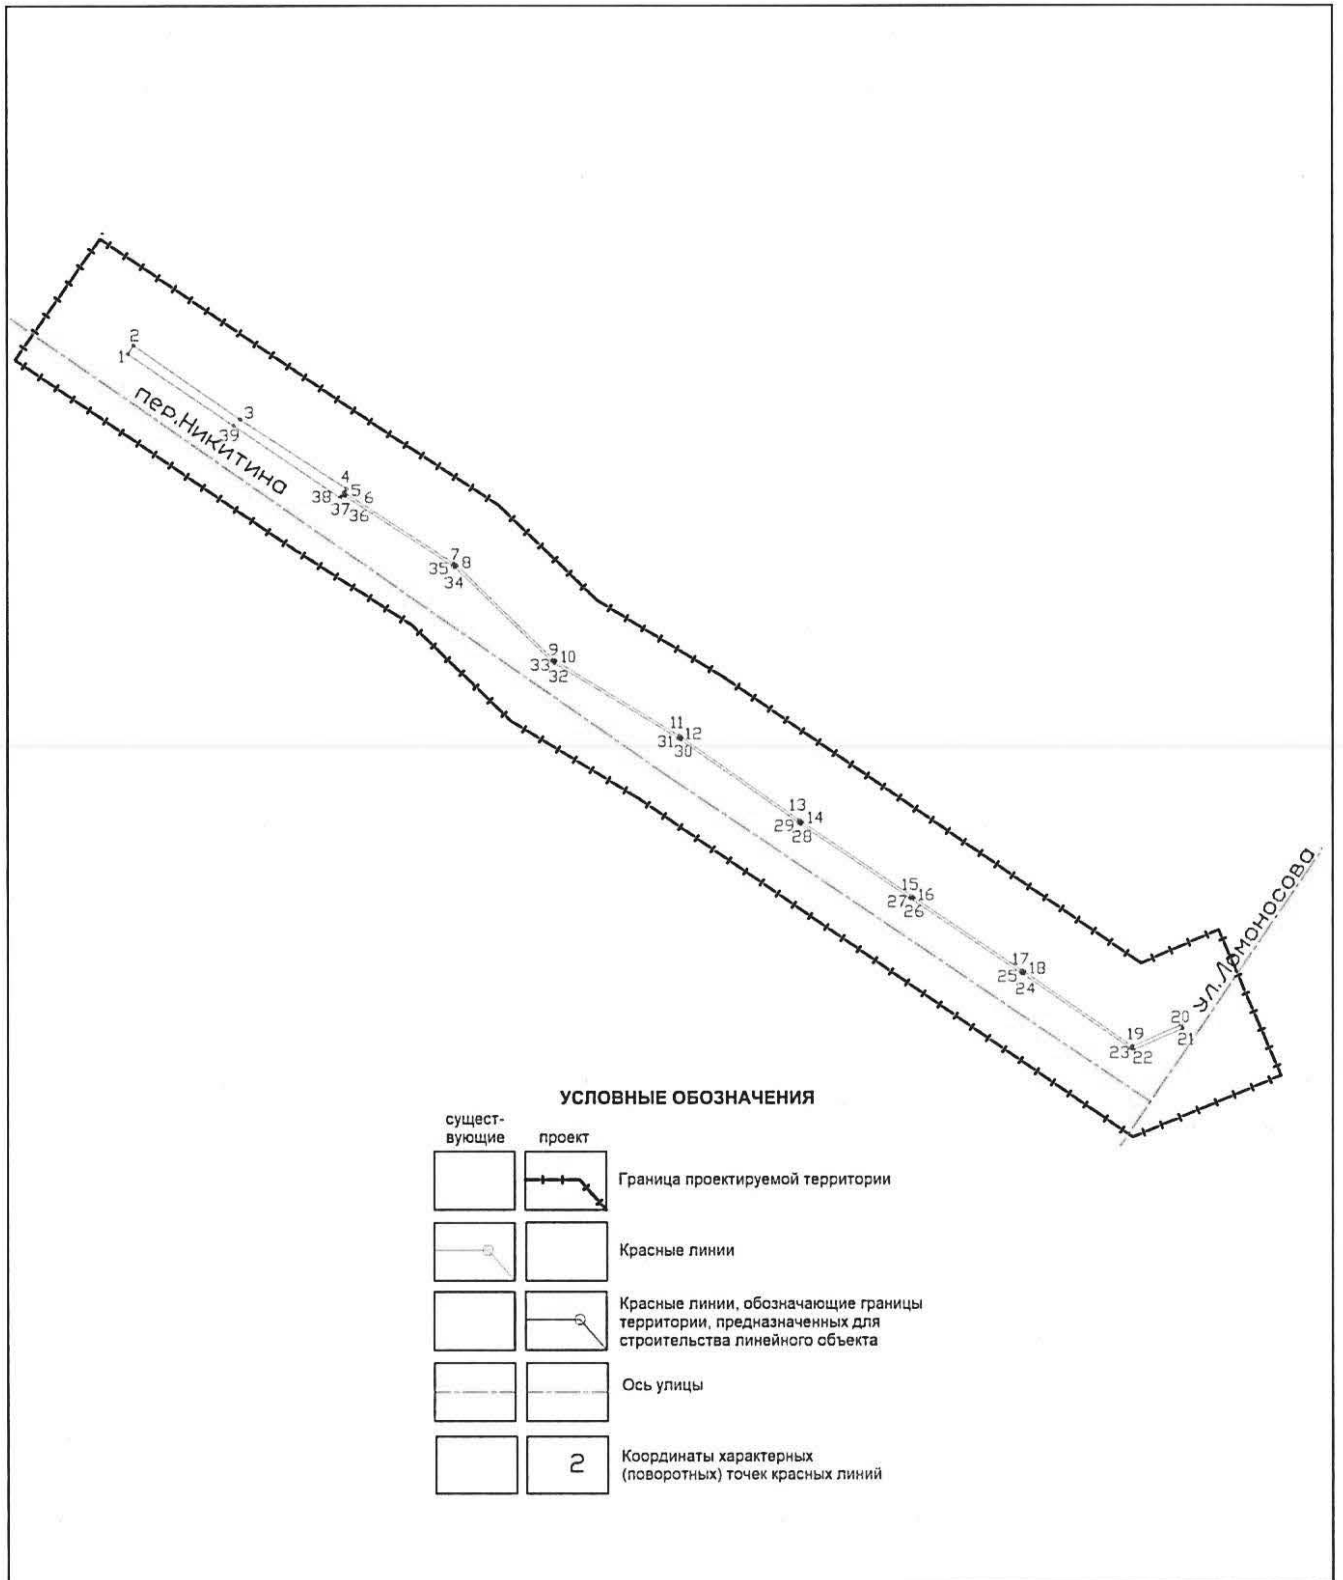 2
1
3
39
пер.Никитина
4
5
38
6
37
36
7
35
8
34
9
33
10
32
11
31
12
30
13
29
14
28
15
27
16
26
17
25
18
24
ул.Ломоносова
20
19
21
23
22
УСЛОВНЫЕ ОБОЗНАЧЕНИЯ
сущест-
вующие
проект
Граница проектируемой территории
Красные линии
Красные линии, обозначающие границы
территории, предназначенных для
строительства линейного объекта
Ось улицы
2
Координаты характерных
(поворотных) точек красных линий